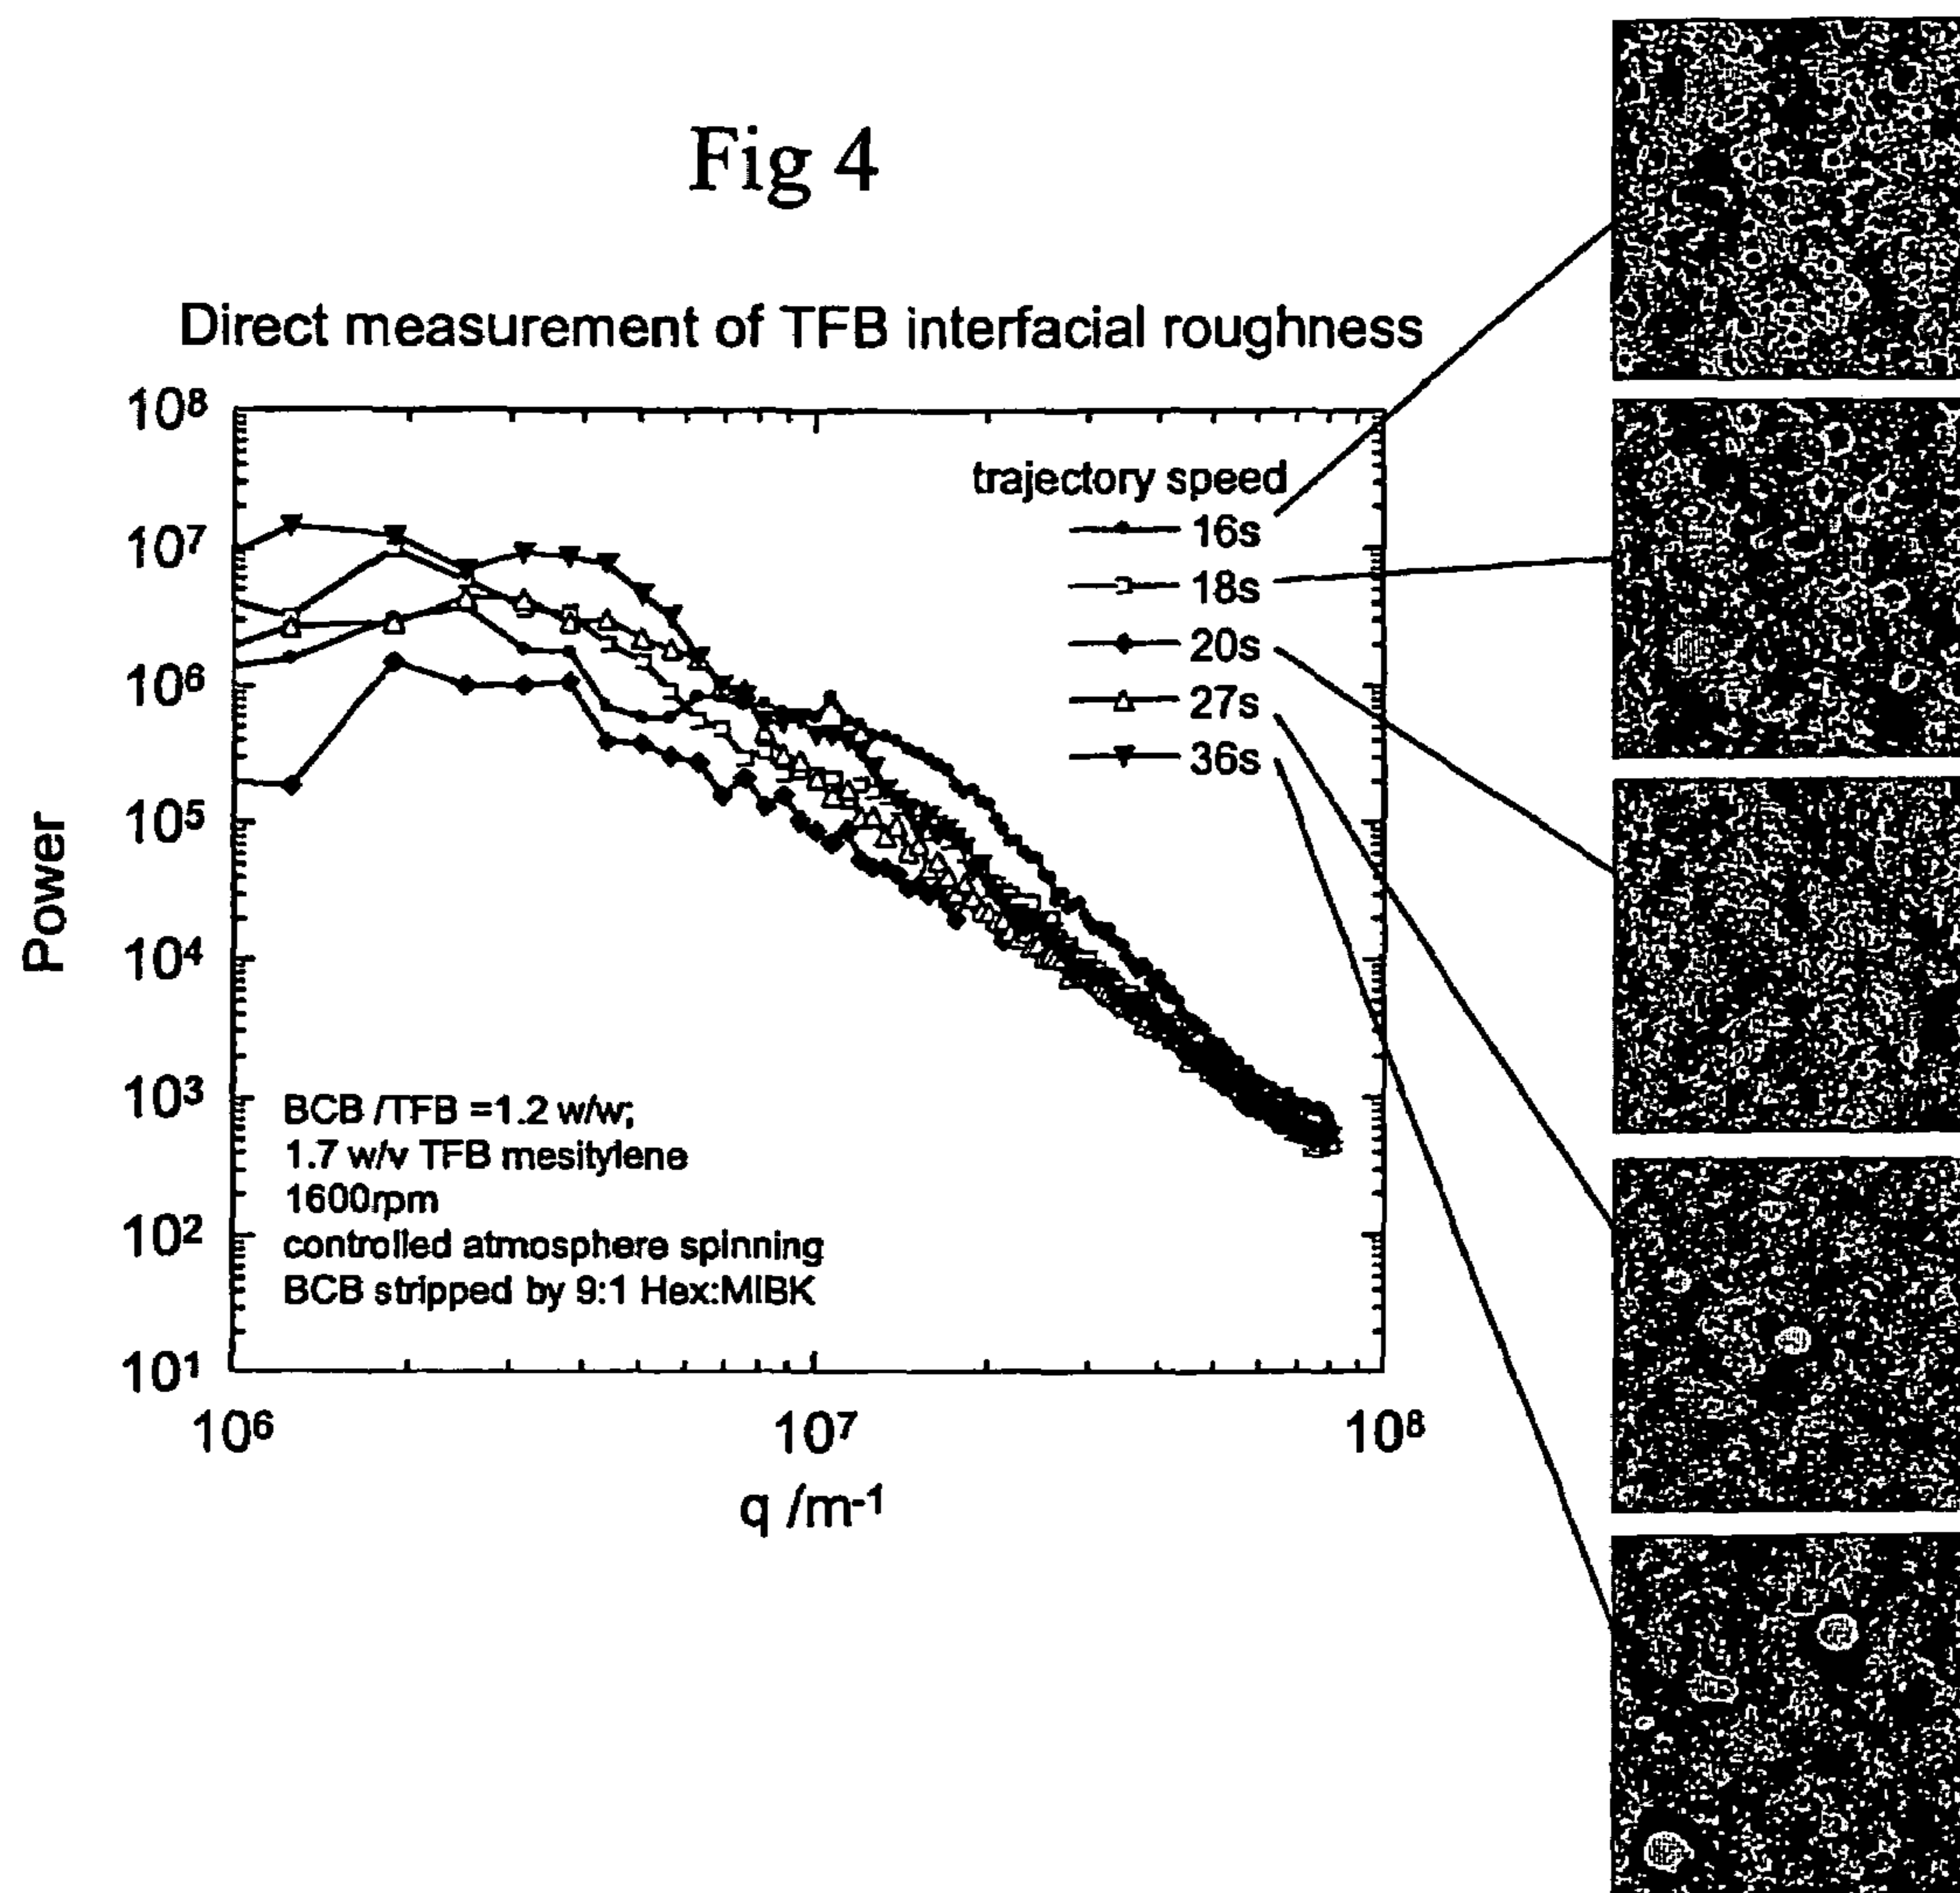 Fig 4
Direct measurement of TFB interfacial roughness
10⁸
10⁷
10⁶
10⁵
10⁴
10³
10²
10¹
Power
trajectory speed
16s
18s
20s
27s
36s
BCB /TFB =1.2 w/w;
1.7 w/v TFB mesitylene
1600rpm
controlled atmosphere spinning
BCB stripped by 9:1 Hex:MIBK
10⁶ 10⁷ 10⁸
q /m⁻¹